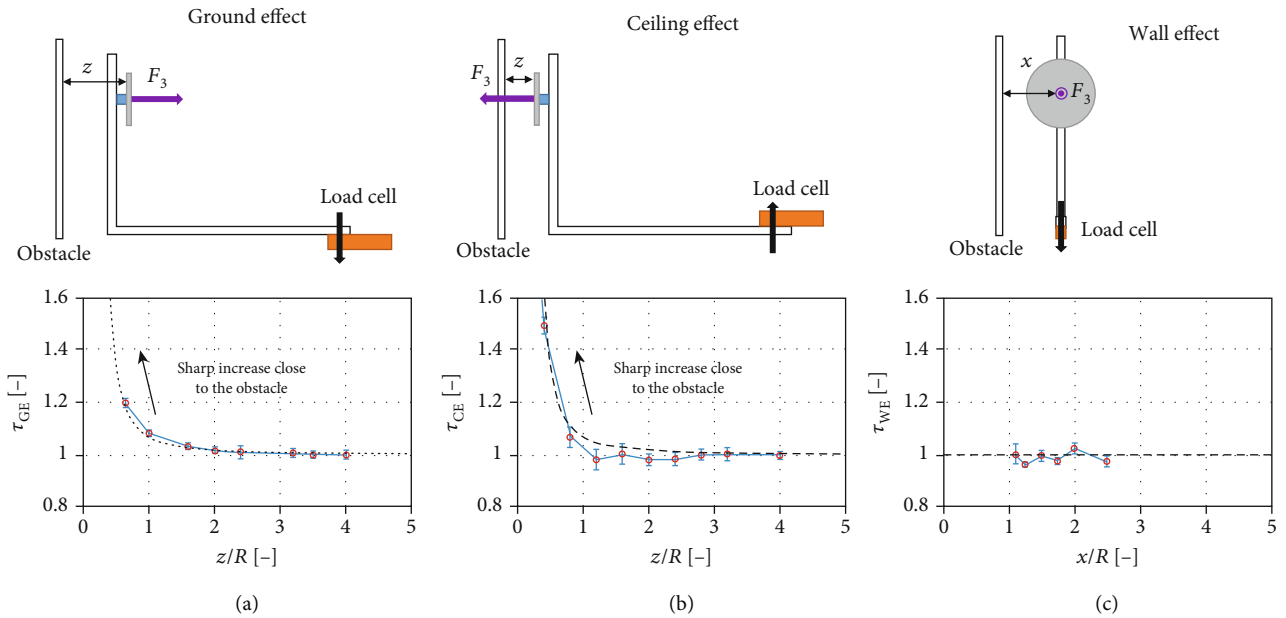 Ground effect
z
F3
Load cell
Obstacle
1.6
1.4
1.2
1
0.8
τGE [–]
Sharp increase close
to the obstacle
0 1 2 3 4 5
z/R [–]
(a)
Ceiling effect
F3
z
Load cell
Obstacle
1.6
1.4
1.2
1
0.8
τCE [–]
Sharp increase close
to the obstacle
0 1 2 3 4 5
z/R [–]
(b)
Wall effect
x
F3
Load cell
Obstacle
1.6
1.4
1.2
1
0.8
τWE [–]
0 1 2 3 4 5
x/R [–]
(c)